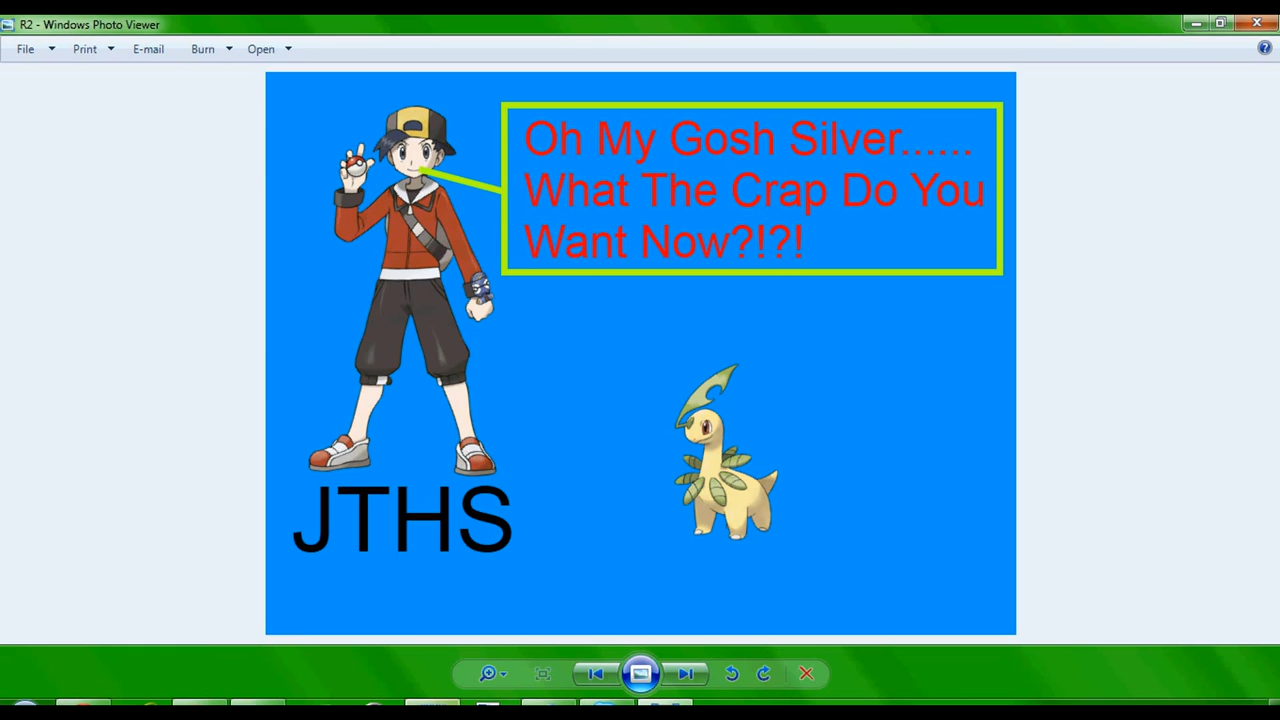 R2 - Windows Photo Viewer
File Print E-mail Burn Open
Oh My Gosh Silver......
What The Crap Do You
Want Now?!?!
JTHS